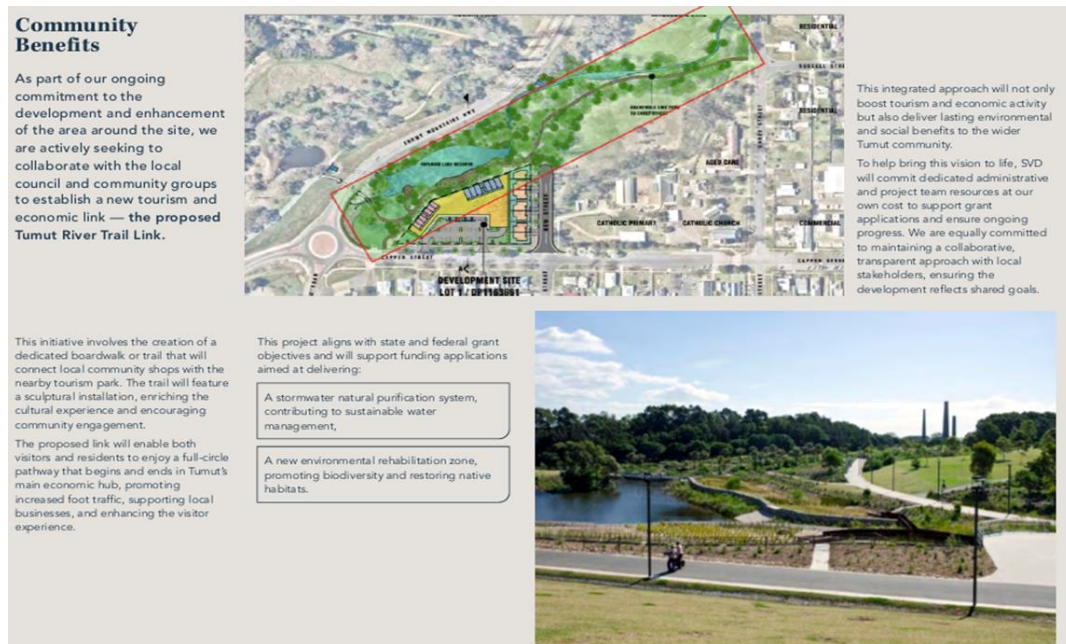 Community
Benefits
As part of our ongoing
commitment to the
development and enhancement
of the area around the site, we
are actively seeking to
collaborate with the local
council and community groups
to establish a new tourism and
economic link — the proposed
Tumut River Trail Link.
SNOWY MOUNTAINS HWY
RESIDENTIAL
RUSSELL STREET
RESIDENTIAL
AGED CARE
CATHOLIC PRIMARY
CATHOLIC CHURCH
COMMERCIAL
CAPPER STREET
CAPPER STREET
DEVELOPMENT SITE
LOT 1 / DP1163891
This integrated approach will not only
boost tourism and economic activity
but also deliver lasting environmental
and social benefits to the wider
Tumut community.
To help bring this vision to life, SVD
will commit dedicated administrative
and project team resources at our
own cost to support grant
applications and ensure ongoing
progress. We are equally committed
to maintaining a collaborative,
transparent approach with local
stakeholders, ensuring the
development reflects shared goals.
This initiative involves the creation of a
dedicated boardwalk or trail that will
connect local community shops with the
nearby tourism park. The trail will feature
a sculptural installation, enriching the
cultural experience and encouraging
community engagement.
The proposed link will enable both
visitors and residents to enjoy a full-circle
pathway that begins and ends in Tumut's
main economic hub, promoting
increased foot traffic, supporting local
businesses, and enhancing the visitor
experience.
This project aligns with state and federal grant
objectives and will support funding applications
aimed at delivering:
A stormwater natural purification system,
contributing to sustainable water
management,
A new environmental rehabilitation zone,
promoting biodiversity and restoring native
habitats.